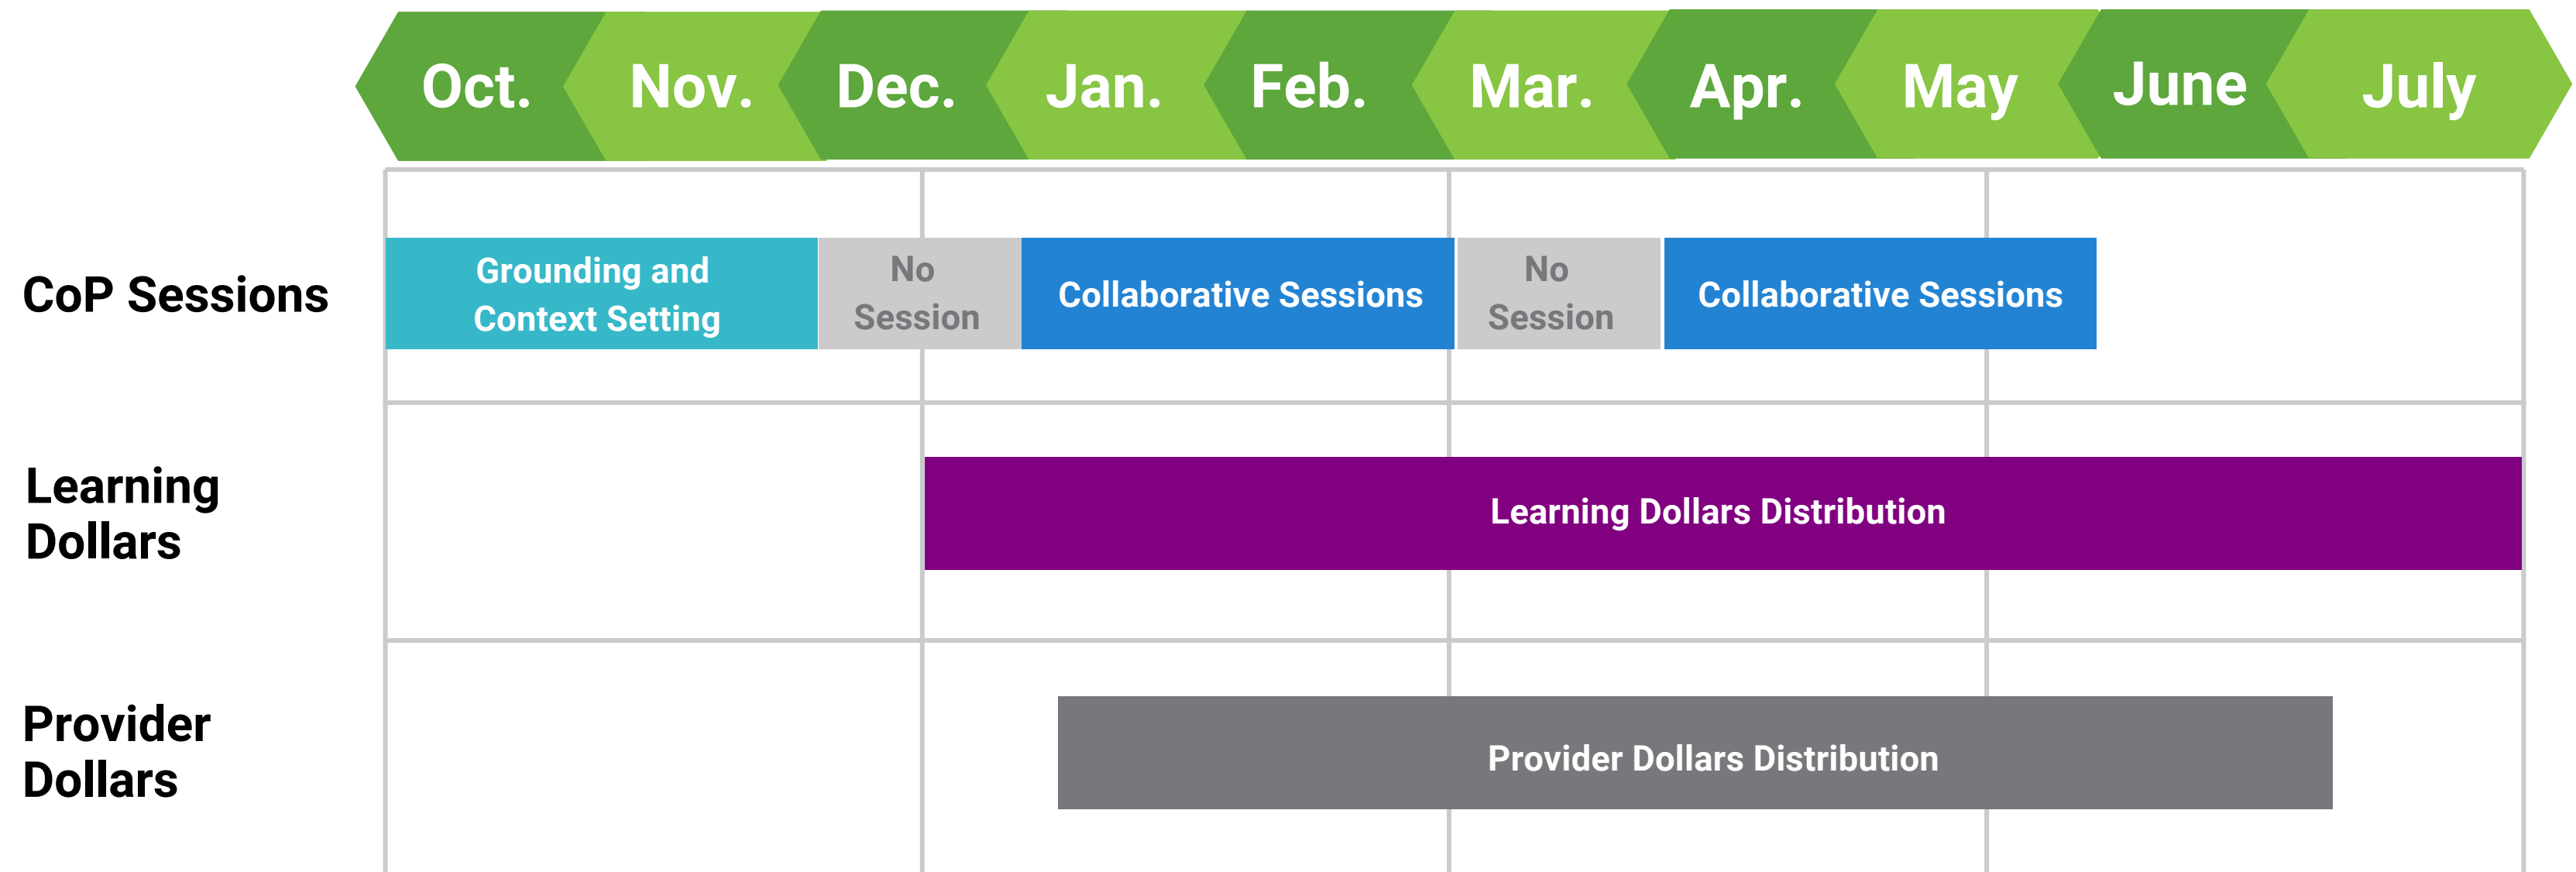 Oct. Nov. Dec. Jan. Feb. Mar. Apr. May June July
CoP Sessions
Grounding and
Context Setting
No
Session
Collaborative Sessions
No
Session
Collaborative Sessions
Learning
Dollars
Learning Dollars Distribution
Provider
Dollars
Provider Dollars Distribution